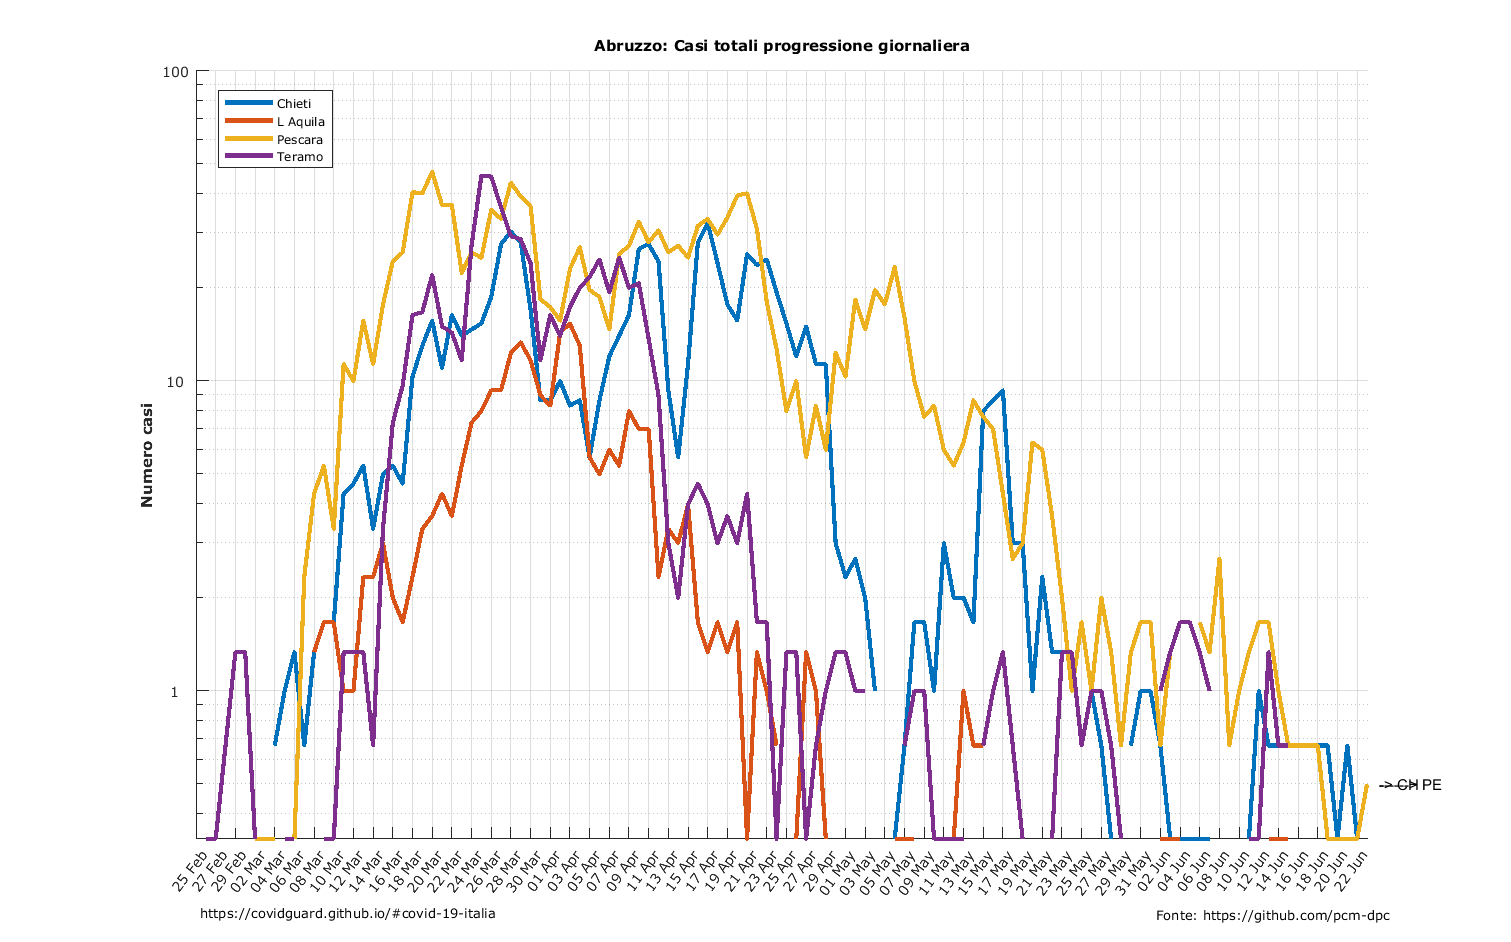 Abruzzo: Casi totali progressione giornaliera
100
10
1
Numero casi
Chieti
L Aquila
Pescara
Teramo
25 Feb
27 Feb
29 Feb
02 Mar
04 Mar
06 Mar
08 Mar
10 Mar
12 Mar
14 Mar
16 Mar
18 Mar
20 Mar
22 Mar
24 Mar
26 Mar
28 Mar
30 Mar
01 Apr
03 Apr
05 Apr
07 Apr
09 Apr
11 Apr
13 Apr
15 Apr
17 Apr
19 Apr
21 Apr
23 Apr
25 Apr
27 Apr
29 Apr
01 May
03 May
05 May
07 May
09 May
11 May
13 May
15 May
17 May
19 May
21 May
23 May
25 May
27 May
29 May
31 May
02 Jun
04 Jun
06 Jun
08 Jun
10 Jun
12 Jun
14 Jun
16 Jun
18 Jun
20 Jun
22 Jun
PE
https://covidguard.github.io/#covid-19-italia
Fonte: https://github.com/pcm-dpc